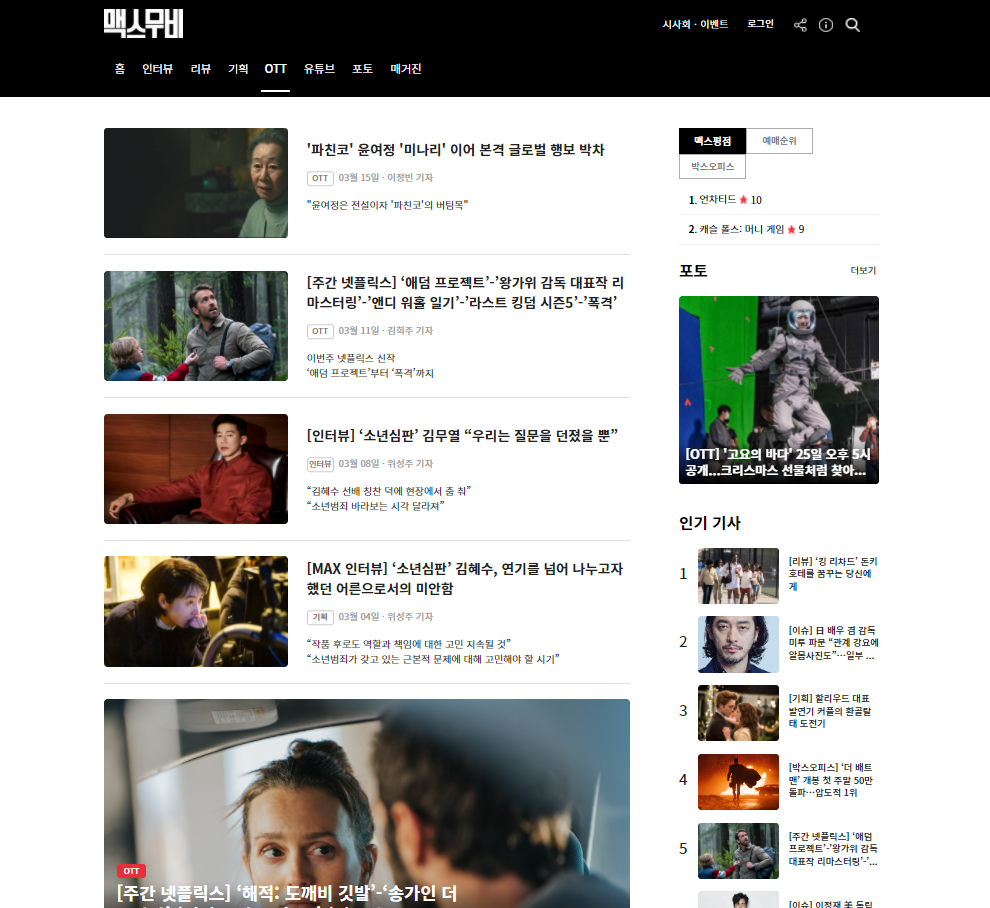 맥스무비
시사회 · 이벤트 로그인
홈 인터뷰 리뷰 기획 OTT 유튜브 포토 매거진
'파친코' 윤여정 '미나리' 이어 본격 글로벌 행보 박차
OTT 03월 15일 · 이정빈 기자
"윤여정은 전설이자 '파친코'의 버팀목"
[주간 넷플릭스] ‘애덤 프로젝트’-’왕가위 감독 대표작 리
마스터링’-’앤디 워홀 일기’-’라스트 킹덤 시즌5’-’폭격’
OTT 03월 11일 · 김희주 기자
이번주 넷플릭스 신작
‘애덤 프로젝트’부터 ‘폭격’까지
[인터뷰] ‘소년심판’ 김무열 “우리는 질문을 던졌을 뿐”
인터뷰 03월 08일 · 위성주 기자
“김혜수 선배 칭찬 덕에 현장에서 춤 춰”
“소년범죄 바라보는 시각 달라져”
[MAX 인터뷰] ‘소년심판’ 김혜수, 연기를 넘어 나누고자
했던 어른으로서의 미안함
기획 03월 04일 · 위성주 기자
“작품 후로도 역할과 책임에 대한 고민 지속될 것”
“소년범죄가 갖고 있는 근본적 문제에 대해 고민해야 할 시기”
OTT
[주간 넷플릭스] ‘해적: 도깨비 깃발’-‘송가인 더
맥스평점 예매순위
박스오피스
1. 언차티드 ★ 10
2. 캐슬 폴스: 머니 게임 ★ 9
포토 더보기
[OTT] '고요의 바다' 25일 오후 5시
공개...크리스마스 선물처럼 찾아...
인기 기사
1
[리뷰] ‘킹 리차드’ 돈키
호테를 꿈꾸는 당신에
게
2
[이슈] 日 배우 겸 감독
미투 파문 “관계 강요에
알몸사진도”…일부 ...
3
[기획] 할리우드 대표
발연기 커플의 환골탈
태 도전기
4
[박스오피스] ‘더 배트
맨’ 개봉 첫 주말 50만
돌파…압도적 1위
5
[주간 넷플릭스] ‘애덤
프로젝트’-’왕가위 감독
대표작 리마스터링’-’...
[이슈] 이정재 美 독립